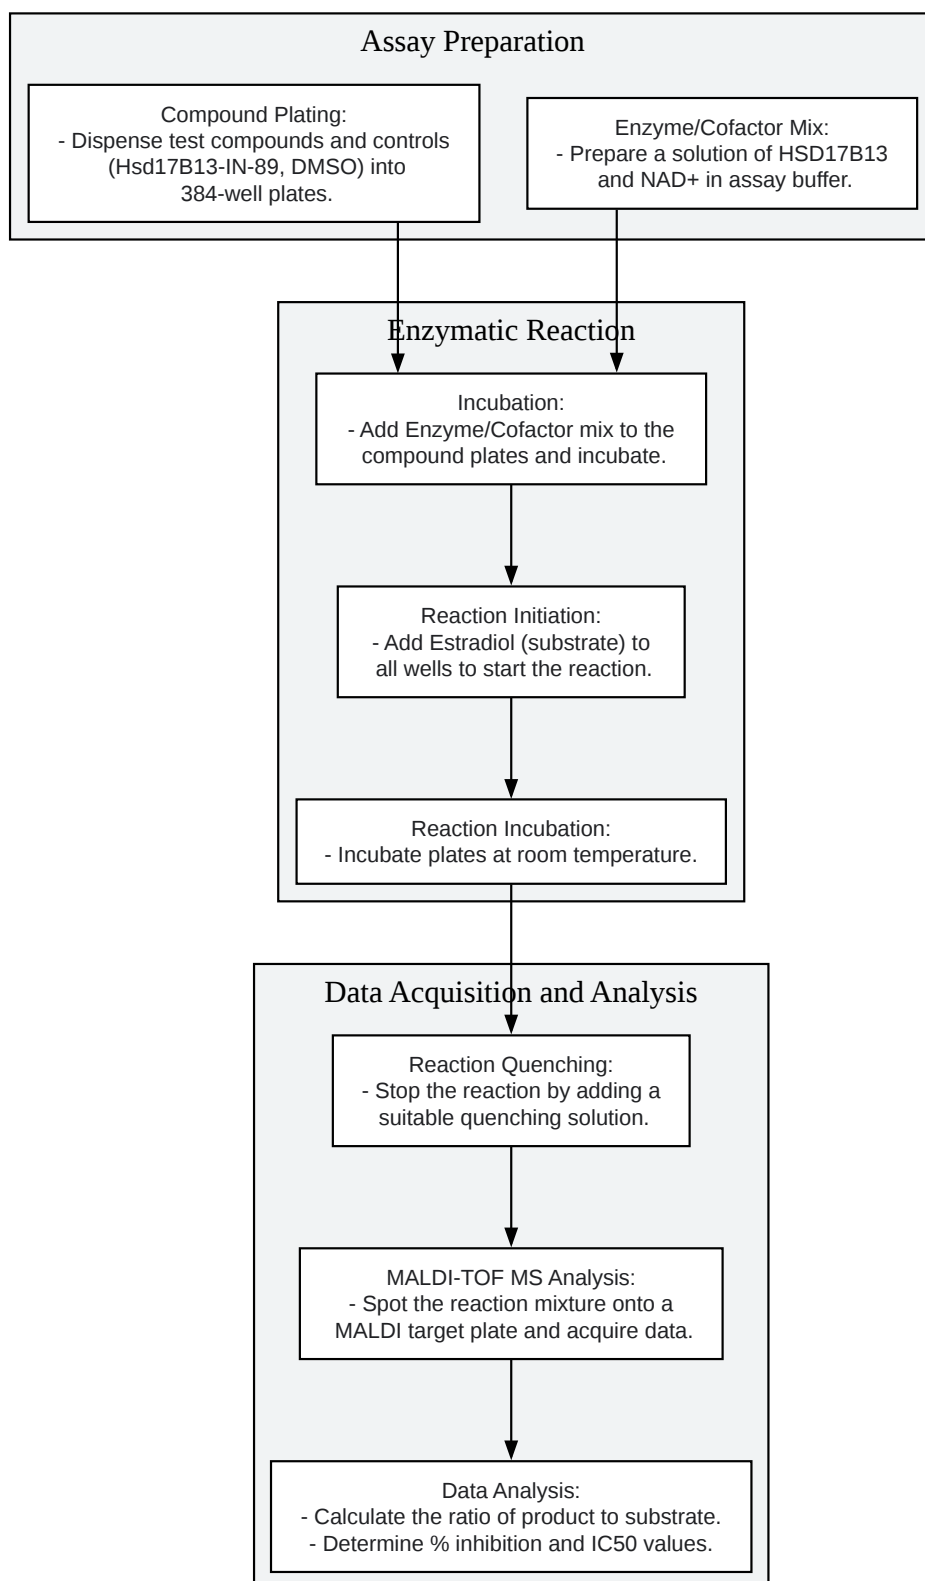 Assay Preparation
Compound Plating:
- Dispense test compounds and controls
(Hsd17B13-IN-89, DMSO) into
384-well plates.
Enzyme/Cofactor Mix:
- Prepare a solution of HSD17B13
and NAD+ in assay buffer.
Enzymatic Reaction
Incubation:
- Add Enzyme/Cofactor mix to the
compound plates and incubate.
Reaction Initiation:
- Add Estradiol (substrate) to
all wells to start the reaction.
Reaction Incubation:
- Incubate plates at room temperature.
Data Acquisition and Analysis
Reaction Quenching:
- Stop the reaction by adding a
suitable quenching solution.
MALDI-TOF MS Analysis:
- Spot the reaction mixture onto a
MALDI target plate and acquire data.
Data Analysis:
- Calculate the ratio of product to substrate.
- Determine % inhibition and IC50 values.